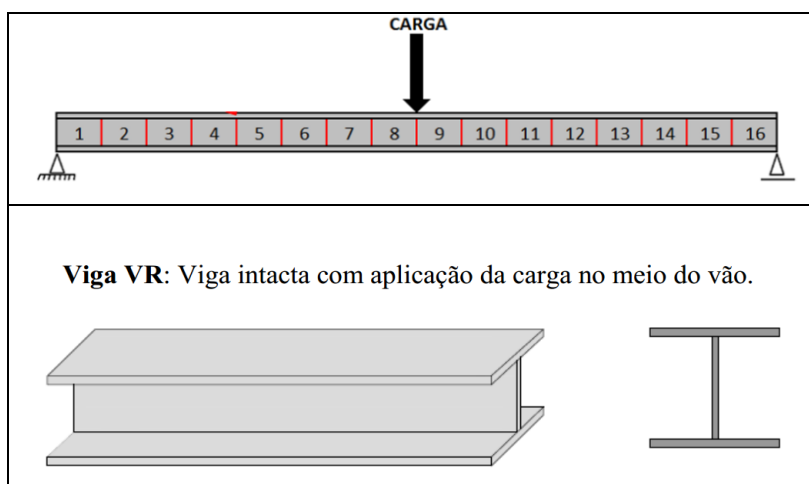 CARGA
1 2 3 4 5 6 7 8 9 10 11 12 13 14 15 16
Viga VR: Viga intacta com aplicação da carga no meio do vão.